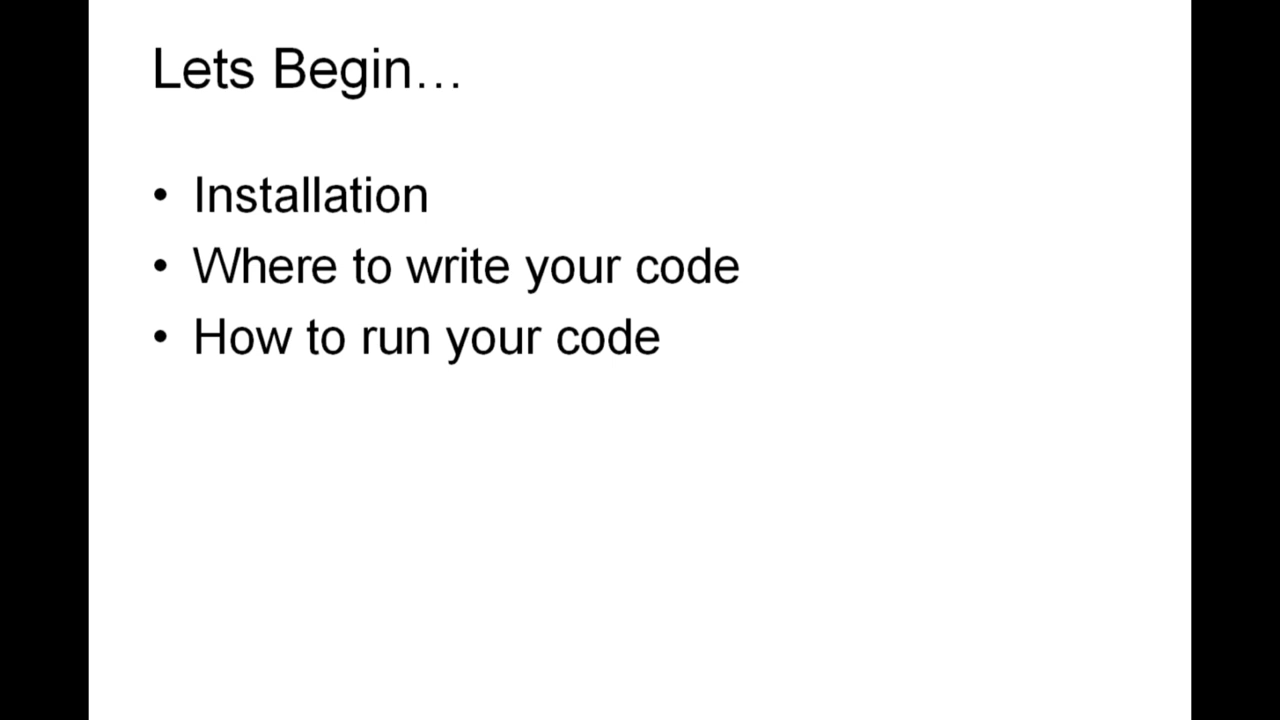 Lets Begin…
• Installation
• Where to write your code
• How to run your code